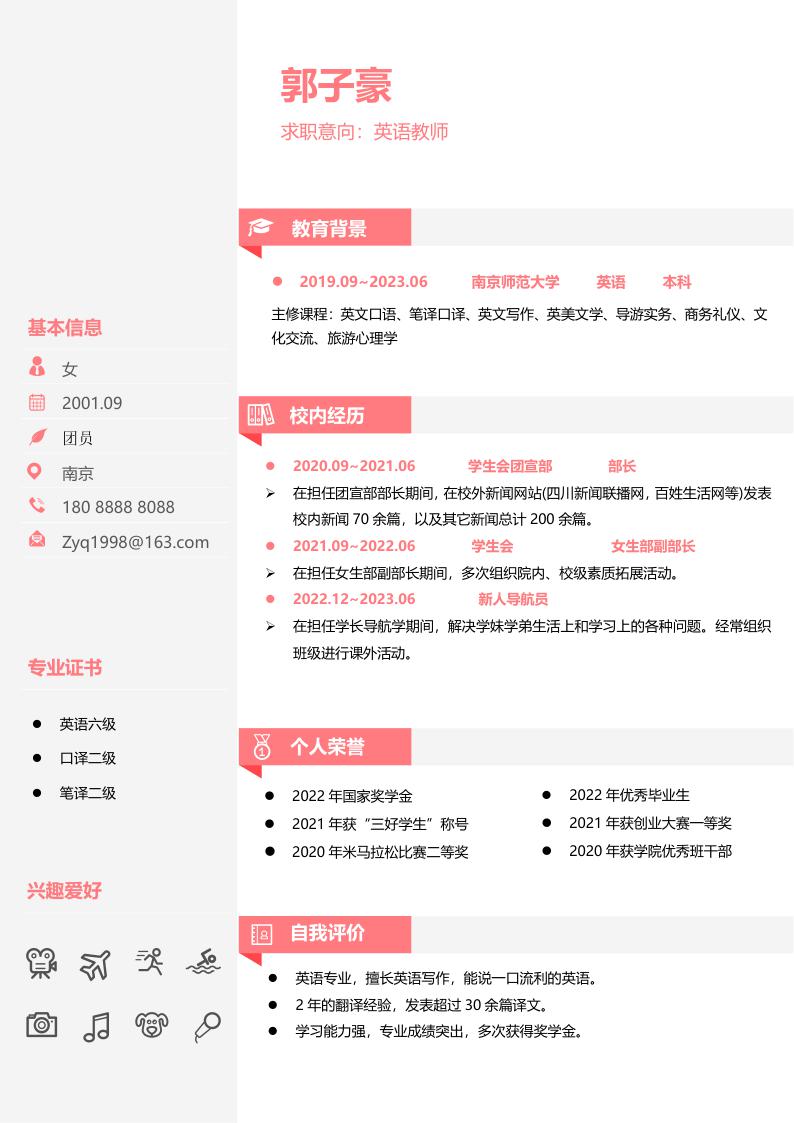 郭子豪
求职意向：英语教师
基本信息
女
2001.09
团员
南京
180 8888 8088
Zyq1998@163.com
专业证书
● 英语六级
● 口译二级
● 笔译二级
兴趣爱好
教育背景
● 2019.09~2023.06 南京师范大学 英语 本科
主修课程：英文口语、笔译口译、英文写作、英美文学、导游实务、商务礼仪、文
化交流、旅游心理学
校内经历
● 2020.09~2021.06 学生会团宣部 部长
➢ 在担任团宣部部长期间，在校外新闻网站(四川新闻联播网，百姓生活网等)发表
校内新闻 70 余篇，以及其它新闻总计 200 余篇。
● 2021.09~2022.06 学生会 女生部副部长
➢ 在担任女生部副部长期间，多次组织院内、校级素质拓展活动。
● 2022.12~2023.06 新人导航员
➢ 在担任学长导航学期间，解决学妹学弟生活上和学习上的各种问题。经常组织
班级进行课外活动。
个人荣誉
● 2022 年国家奖学金
● 2021 年获“三好学生”称号
● 2020 年米马拉松比赛二等奖
● 2022 年优秀毕业生
● 2021 年获创业大赛一等奖
● 2020 年获学院优秀班干部
自我评价
● 英语专业，擅长英语写作，能说一口流利的英语。
● 2 年的翻译经验，发表超过 30 余篇译文。
● 学习能力强，专业成绩突出，多次获得奖学金。